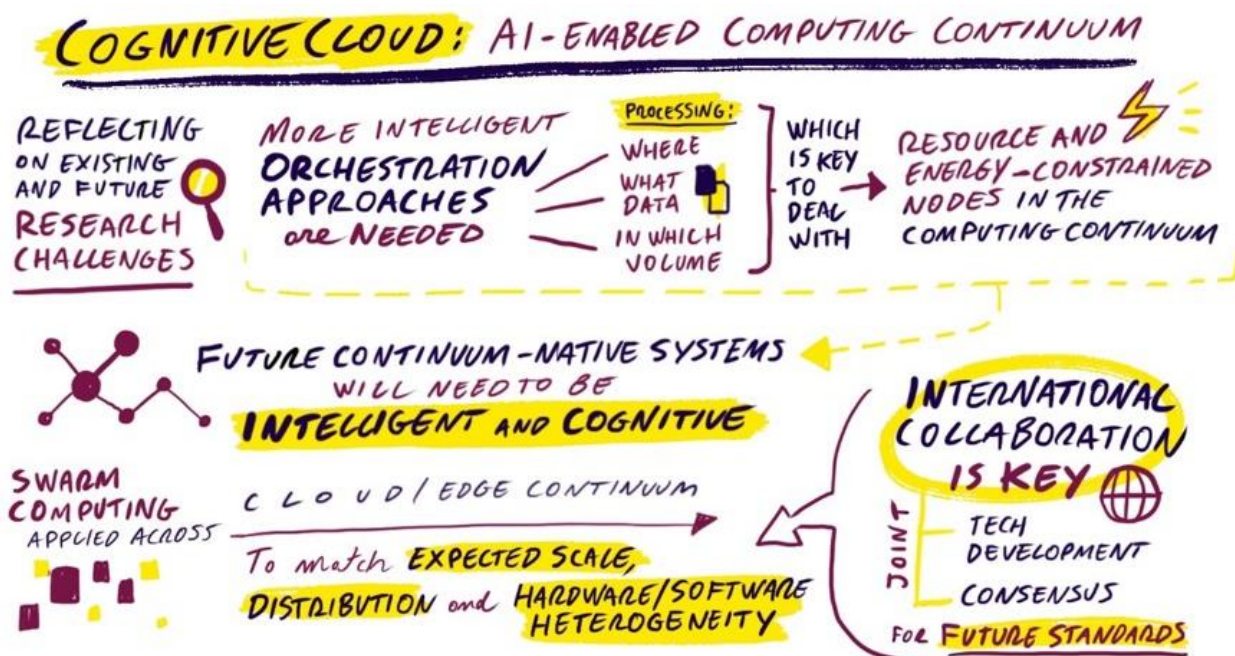 COGNITIVE CLOUD: AI-ENABLED COMPUTING CONTINUUM
REFLECTING
ON EXISTING
AND FUTURE
RESEARCH
CHALLENGES
MORE INTELLIGENT
ORCHESTRATION
APPROACHES
are NEEDED
PROCESSING:
WHERE
WHAT
DATA
IN WHICH
VOLUME
WHICH
IS KEY
TO
DEAL
WITH
RESOURCE AND
ENERGY-CONSTRAINED
NODES IN THE
COMPUTING CONTINUUM
FUTURE CONTINUUM-NATIVE SYSTEMS
WILL NEED TO BE
INTELLIGENT AND COGNITIVE
SWARM
COMPUTING
APPLIED ACROSS
CLOUD/EDGE CONTINUUM
To match EXPECTED SCALE,
DISTRIBUTION and HARDWARE/SOFTWARE
HETEROGENEITY
INTERNATIONAL
COLLABORATION
IS KEY
JOINT
TECH
DEVELOPMENT
CONSENSUS
FOR FUTURE STANDARDS